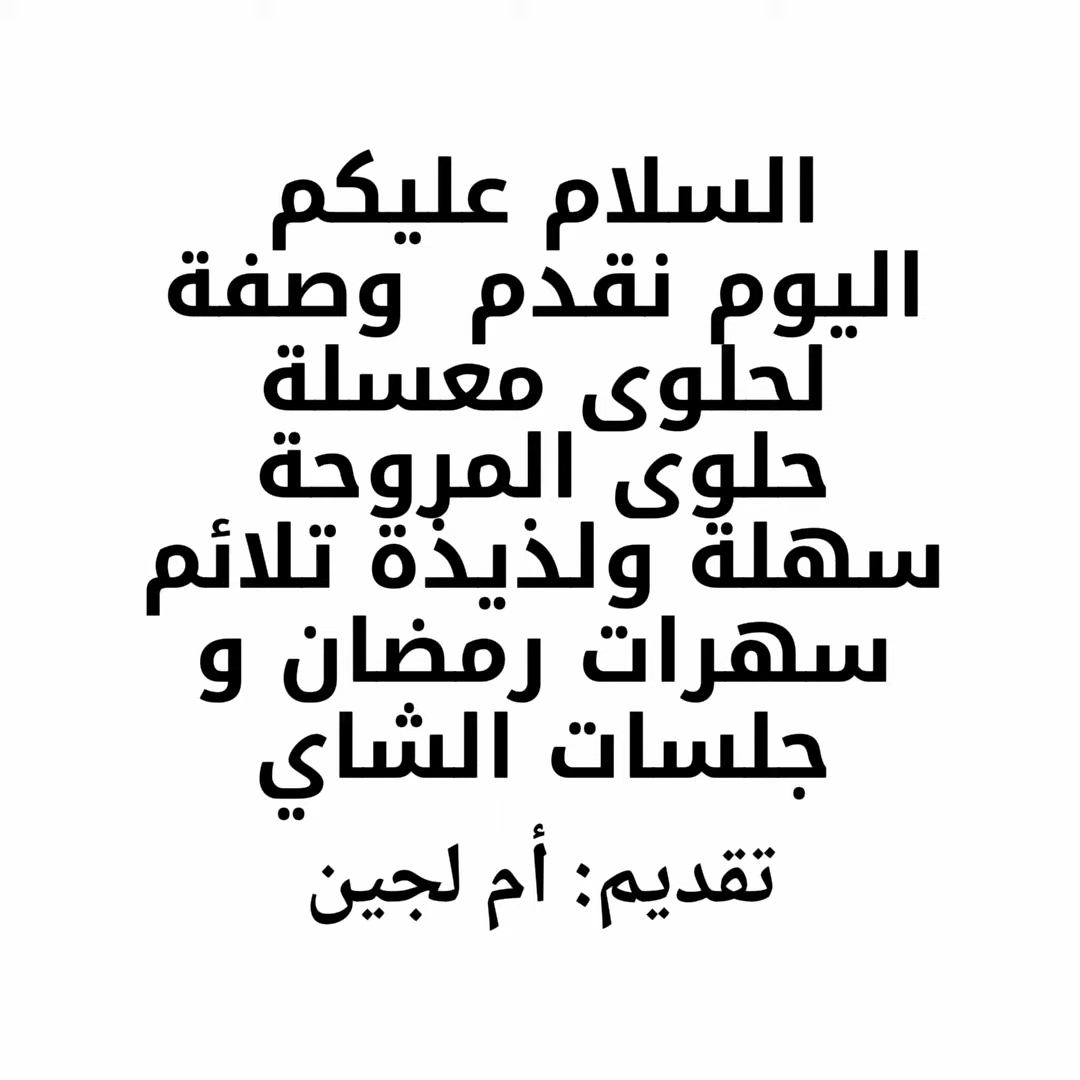 السلام عليكم
اليوم نقدم وصفة
لحلوى معسلة
حلوى المروحة
سهلة ولذيذة تلائم
سهرات رمضان و
جلسات الشاي
تقديم: أم لجين